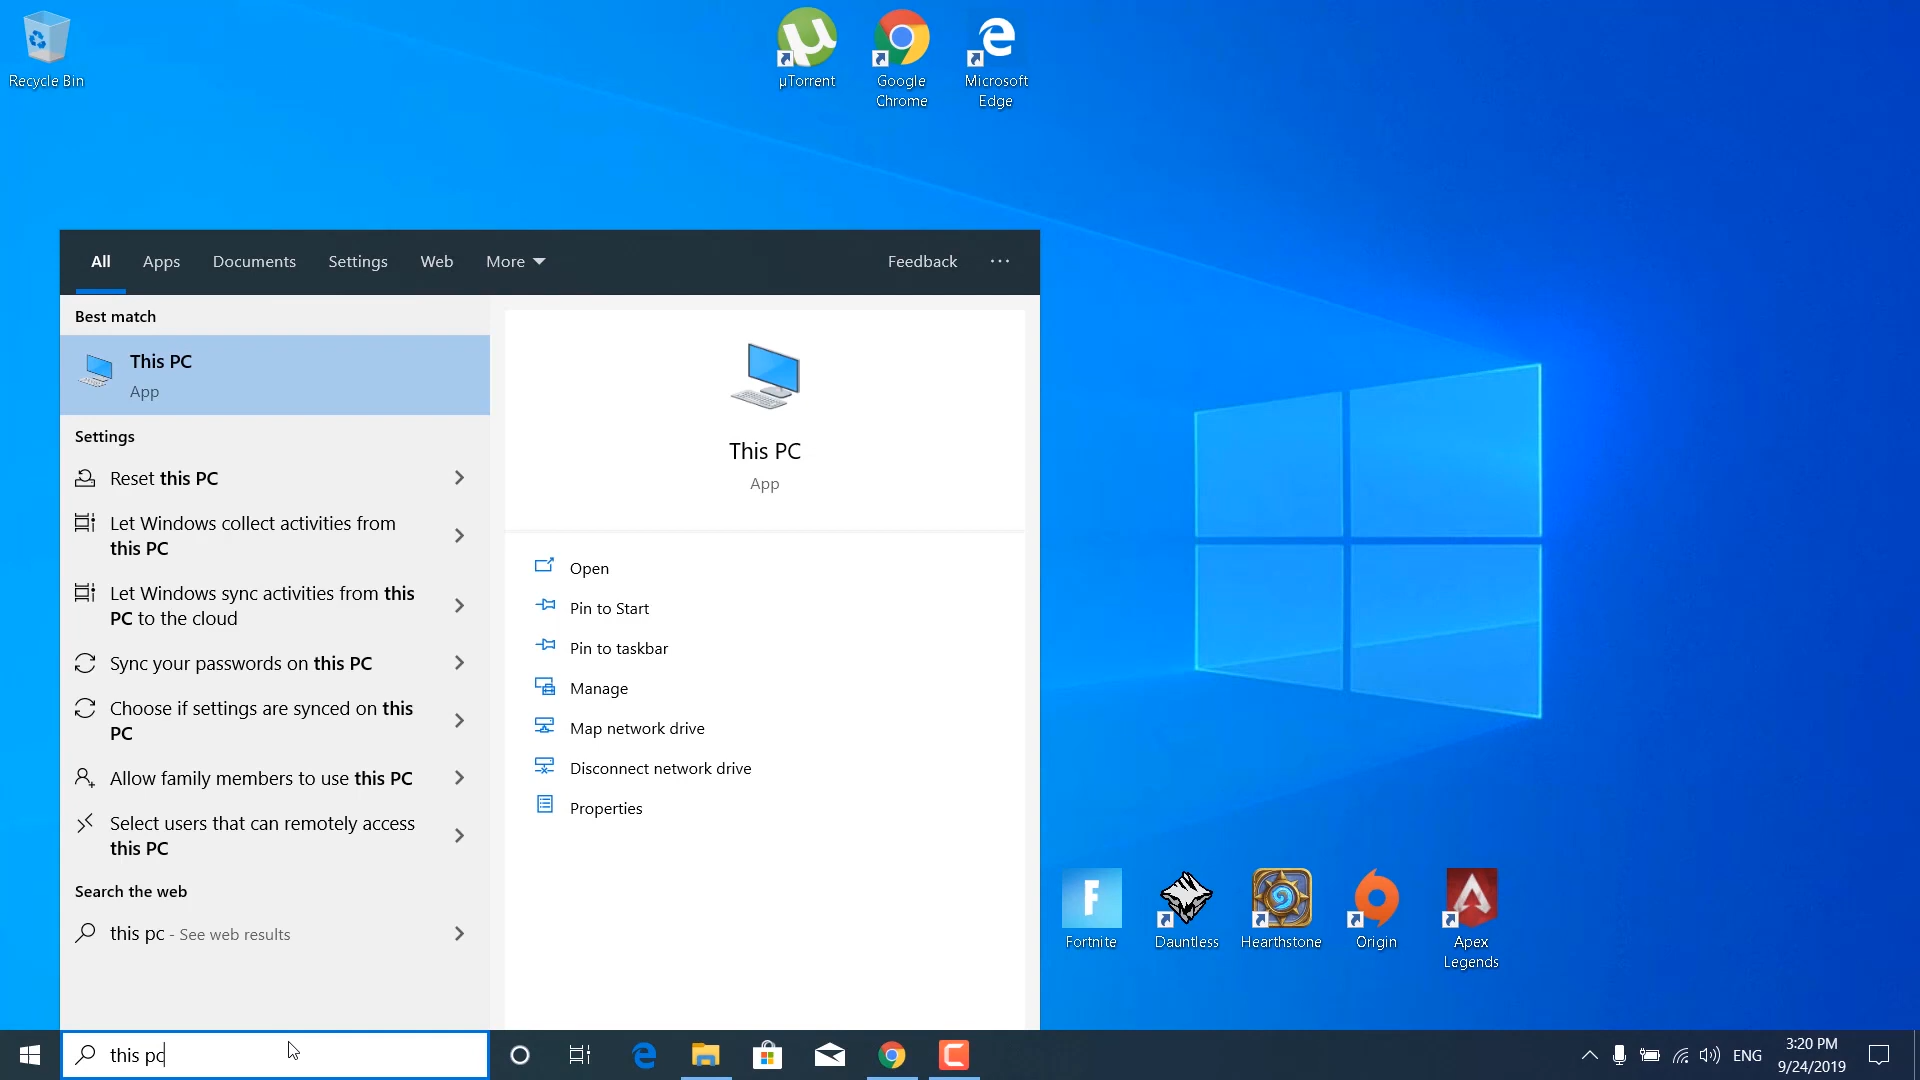 Recycle Bin
µTorrent
Google
Chrome
Microsoft
Edge
All
Apps
Documents
Settings
Web
More
Feedback
Best match
This PC
App
Settings
Reset this PC
Let Windows collect activities from
this PC
Let Windows sync activities from this
PC to the cloud
Sync your passwords on this PC
Choose if settings are synced on this
PC
Allow family members to use this PC
Select users that can remotely access
this PC
Search the web
this pc - See web results
This PC
App
Open
Pin to Start
Pin to taskbar
Manage
Map network drive
Disconnect network drive
Properties
F
Fortnite
Dauntless
Hearthstone
Origin
Apex
Legends
this pc
ENG
3:20 PM
9/24/2019